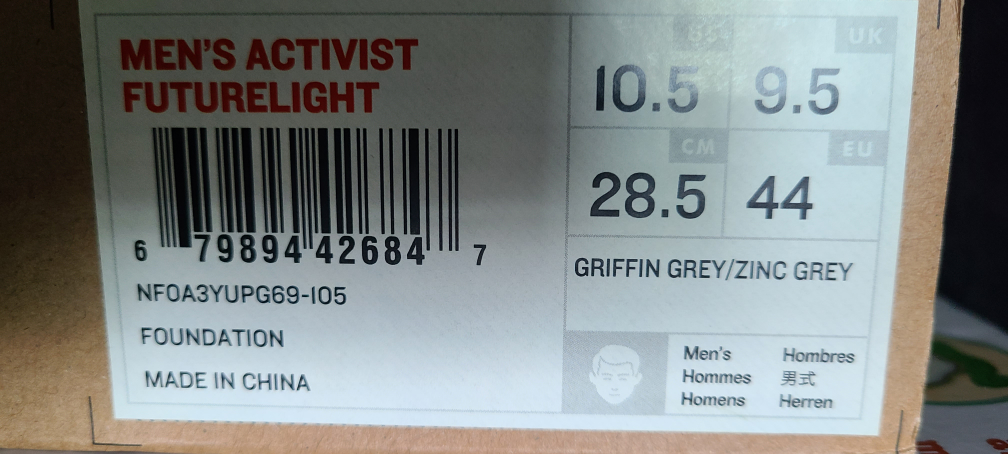 MEN'S ACTIVIST
FUTURELIGHT
6 79894 42684 7
NF0A3YUPG69-105
FOUNDATION
MADE IN CHINA
US UK
10.5 9.5
CM EU
28.5 44
GRIFFIN GREY/ZINC GREY
Men's Hombres
Hommes 男式
Homens Herren